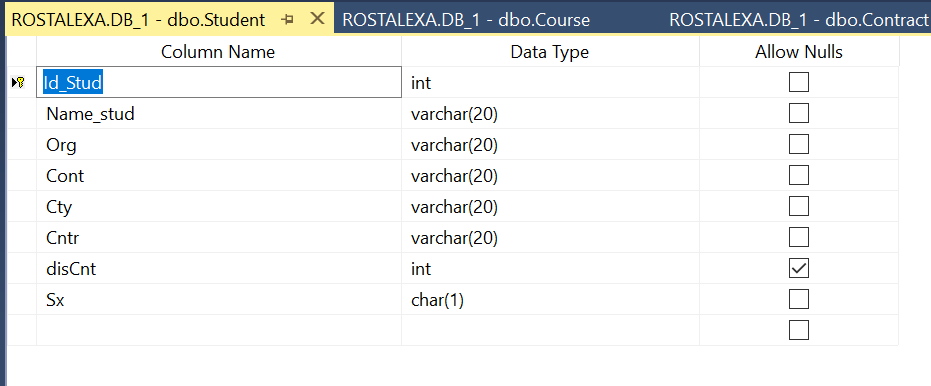 ROSTALEXA.DB_1 - dbo.Student ROSTALEXA.DB_1 - dbo.Course ROSTALEXA.DB_1 - dbo.Contract
Column Name Data Type Allow Nulls
Id_Stud int
Name_stud varchar(20)
Org varchar(20)
Cont varchar(20)
Cty varchar(20)
Cntr varchar(20)
disCnt int
Sx char(1)